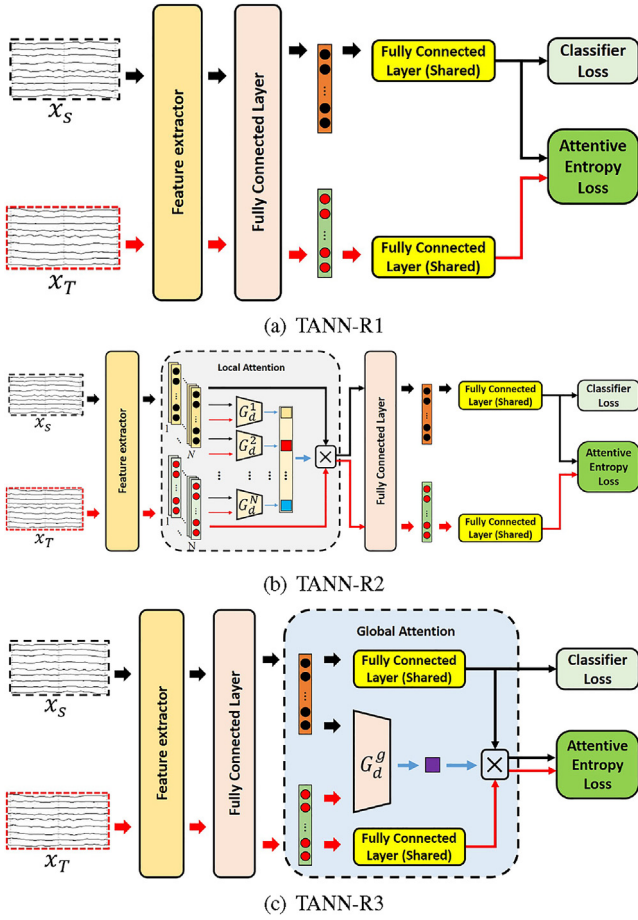 x_S
x_T
Feature extractor
Fully Connected Layer
...
...
Fully Connected
Layer (Shared)
Fully Connected
Layer (Shared)
Classifier
Loss
Attentive
Entropy
Loss
(a) TANN-R1
x_S
x_T
Feature extractor
Local Attention
1
N
1
N
G_d^1
G_d^2
... ... ...
G_d^N
×
Fully Connected Layer
...
...
Fully Connected
Layer (Shared)
Fully Connected
Layer (Shared)
Classifier
Loss
Attentive
Entropy
Loss
(b) TANN-R2
x_S
x_T
Feature extractor
Fully Connected Layer
Global Attention
...
...
Fully Connected
Layer (Shared)
G_d^g
Fully Connected
Layer (Shared)
×
Classifier
Loss
Attentive
Entropy
Loss
(c) TANN-R3